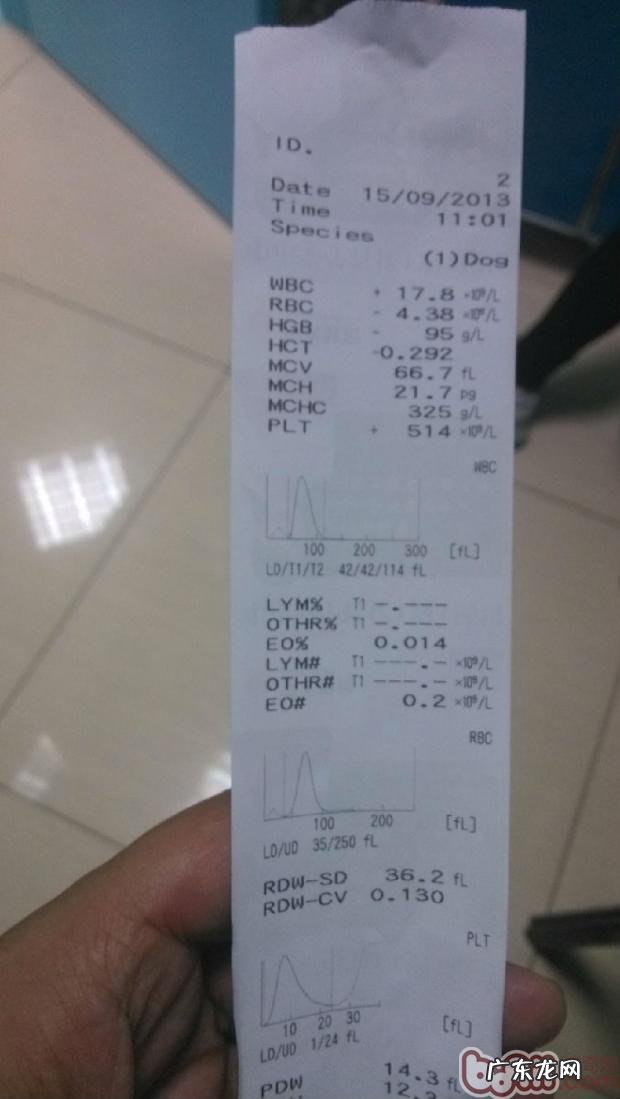 ID.
2
Date 15/09/2013
Time 11:01
Species
(1)Dog
WBC + 17.8 ×10⁹/L
RBC - 4.38 ×10¹²/L
HGB - 95 g/L
HCT -0.292
MCV 66.7 fL
MCH 21.7 pg
MCHC 325 g/L
PLT + 514 ×10⁹/L
WBC
100 200 300 [fL]
LD/T1/T2 42/42/114 fL
LYM% T1 -.---
OTHR% T1 -.---
EO% 0.014
LYM# T1 ---.- ×10⁹/L
OTHR# T1 ---.- ×10⁹/L
EO# 0.2 ×10⁹/L
RBC
100 200 [fL]
LD/UD 35/250 fL
RDW-SD 36.2 fL
RDW-CV 0.130
PLT
10 20 30 [fL]
LD/UD 1/24 fL
PDW 14.3 fL
12.3
广东龙网